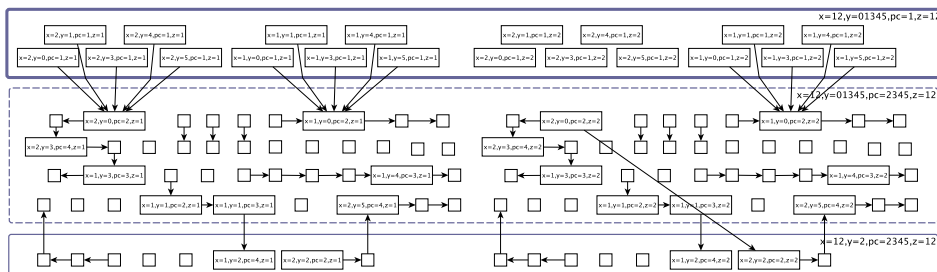 x=12,y=01345,pc=1,z=12
x=2,y=1,pc=1,z=1
x=2,y=4,pc=1,z=1
x=1,y=1,pc=1,z=1
x=1,y=4,pc=1,z=1
x=2,y=1,pc=1,z=2
x=2,y=4,pc=1,z=2
x=1,y=1,pc=1,z=2
x=1,y=4,pc=1,z=2
x=2,y=0,pc=1,z=1
x=2,y=3,pc=1,z=1
x=2,y=5,pc=1,z=1
x=1,y=0,pc=1,z=1
x=1,y=3,pc=1,z=1
x=1,y=5,pc=1,z=1
x=2,y=0,pc=1,z=2
x=2,y=3,pc=1,z=2
x=2,y=5,pc=1,z=2
x=1,y=0,pc=1,z=2
x=1,y=3,pc=1,z=2
x=1,y=5,pc=1,z=2
x=12,y=01345,pc=2345,z=12
x=2,y=0,pc=2,z=1
x=1,y=0,pc=2,z=1
x=2,y=0,pc=2,z=2
x=1,y=0,pc=2,z=2
x=2,y=3,pc=4,z=1
x=2,y=3,pc=4,z=2
x=1,y=3,pc=3,z=1
x=1,y=4,pc=3,z=1
x=1,y=3,pc=3,z=2
x=1,y=4,pc=3,z=2
x=1,y=1,pc=2,z=1
x=1,y=1,pc=3,z=1
x=2,y=5,pc=4,z=1
x=1,y=1,pc=2,z=2
x=1,y=1,pc=3,z=2
x=2,y=5,pc=4,z=2
x=12,y=2,pc=2345,z=12
x=1,y=2,pc=4,z=1
x=2,y=2,pc=2,z=1
x=1,y=2,pc=4,z=2
x=2,y=2,pc=2,z=2